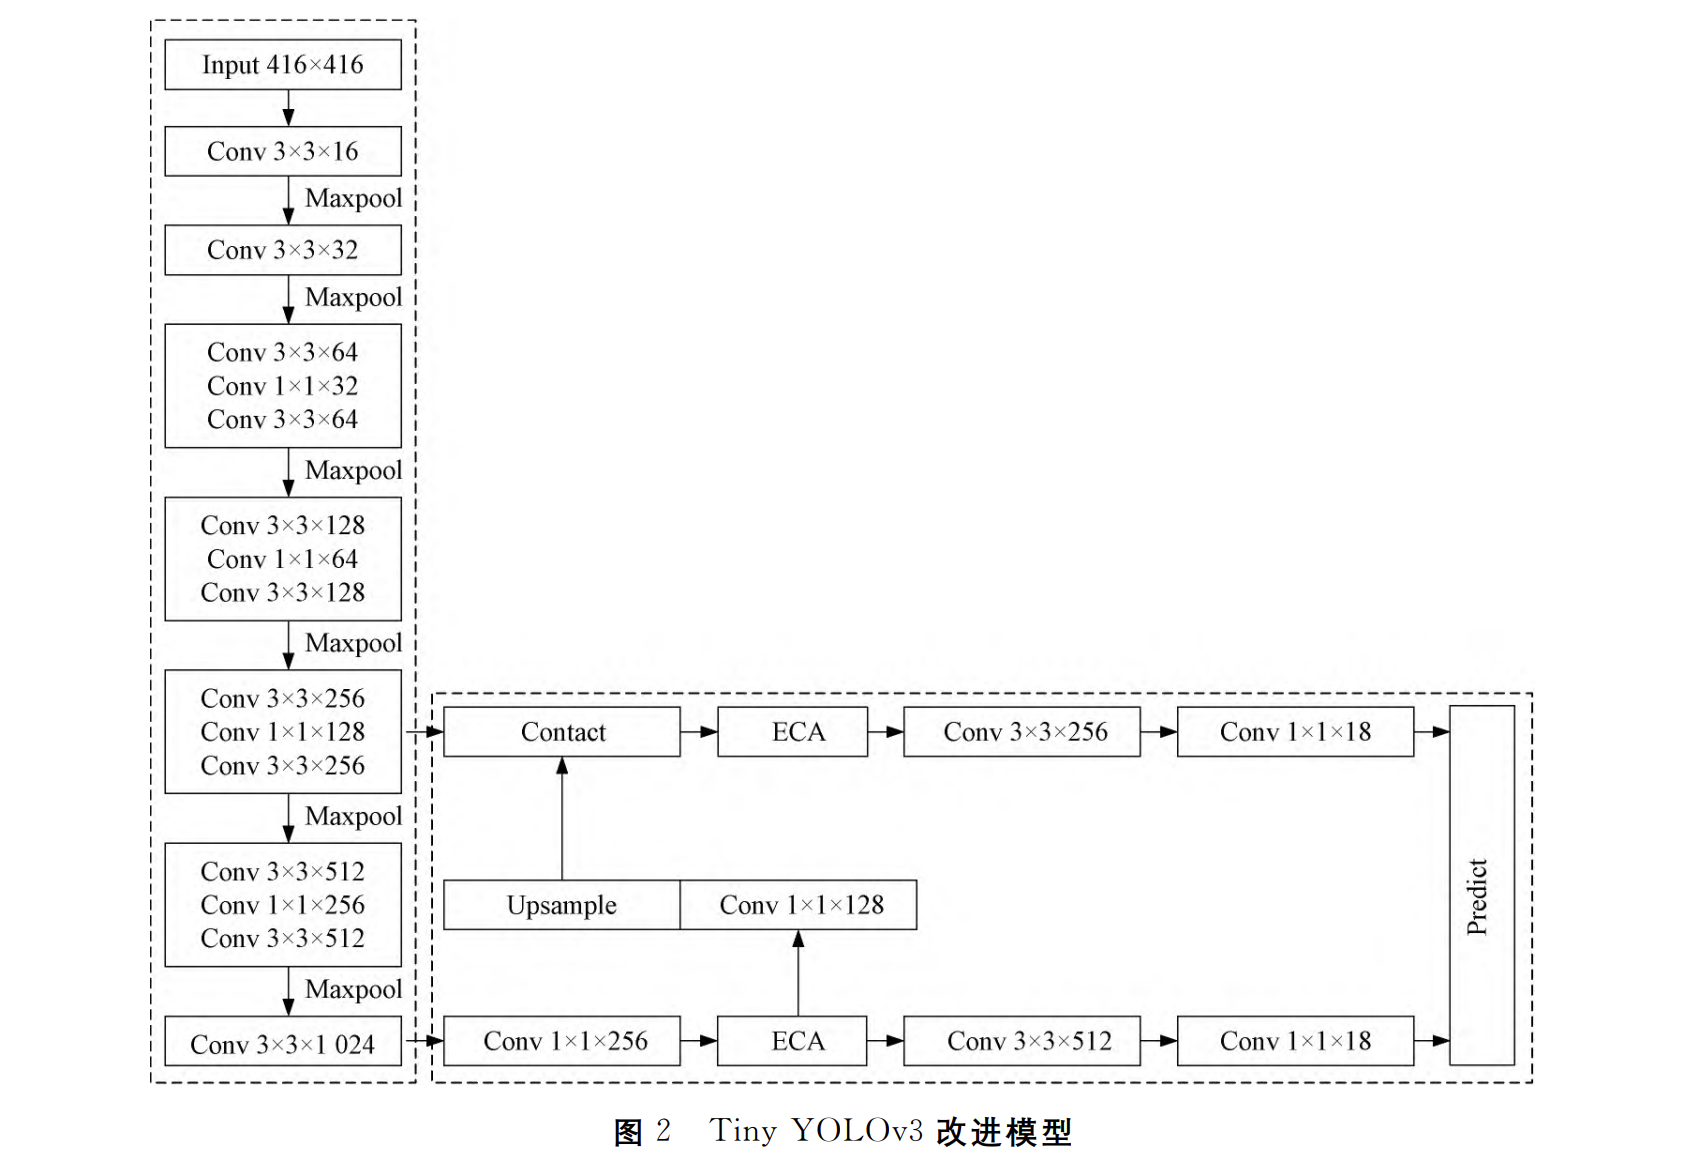 Input 416×416
Conv 3×3×16
Maxpool
Conv 3×3×32
Maxpool
Conv 3×3×64
Conv 1×1×32
Conv 3×3×64
Maxpool
Conv 3×3×128
Conv 1×1×64
Conv 3×3×128
Maxpool
Conv 3×3×256
Conv 1×1×128
Conv 3×3×256
Maxpool
Conv 3×3×512
Conv 1×1×256
Conv 3×3×512
Maxpool
Conv 3×3×1 024
Contact
ECA
Conv 3×3×256
Conv 1×1×18
Upsample
Conv 1×1×128
Conv 1×1×256
ECA
Conv 3×3×512
Conv 1×1×18
Predict
图 2 Tiny YOLOv3 改进模型